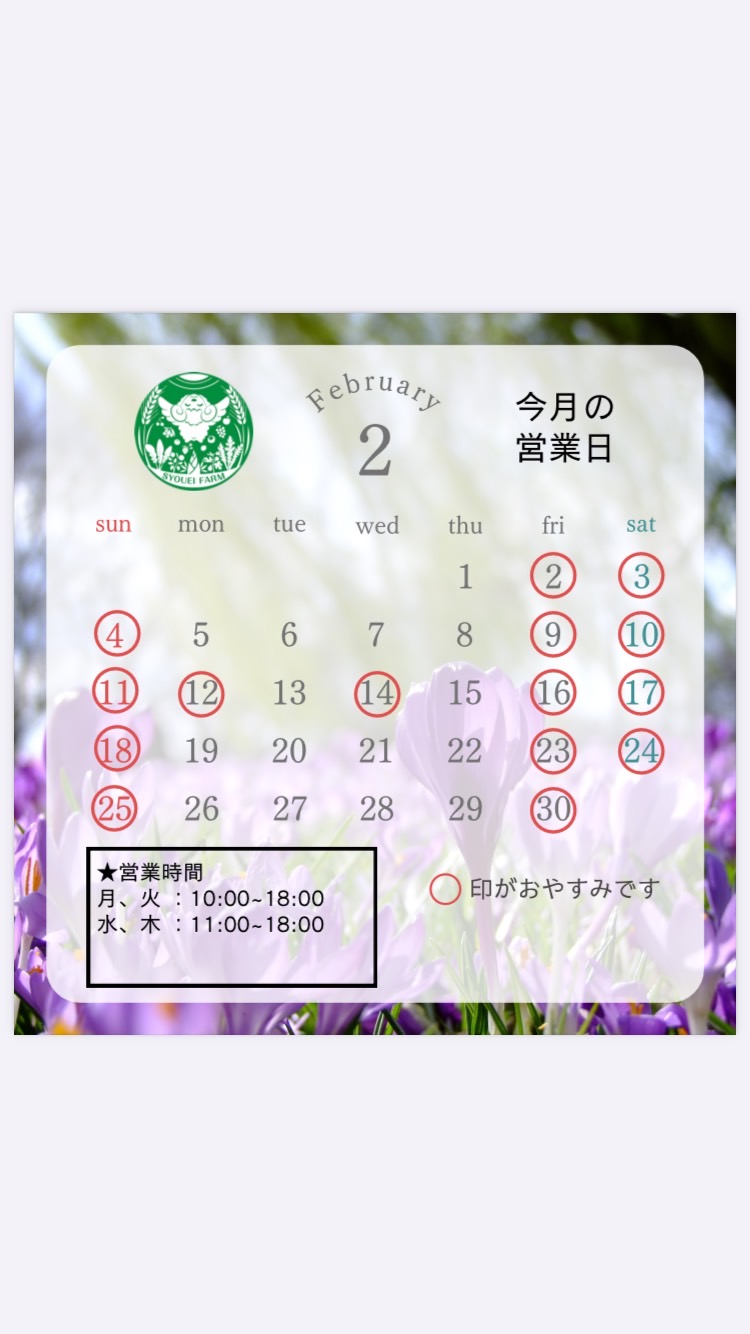 SYOUEI FARM
February
2
今月の
営業日
sun mon tue wed thu fri sat
1 2 3
4 5 6 7 8 9 10
11 12 13 14 15 16 17
18 19 20 21 22 23 24
25 26 27 28 29 30
★営業時間
月、火 : 10:00~18:00
水、木 : 11:00~18:00
印がおやすみです